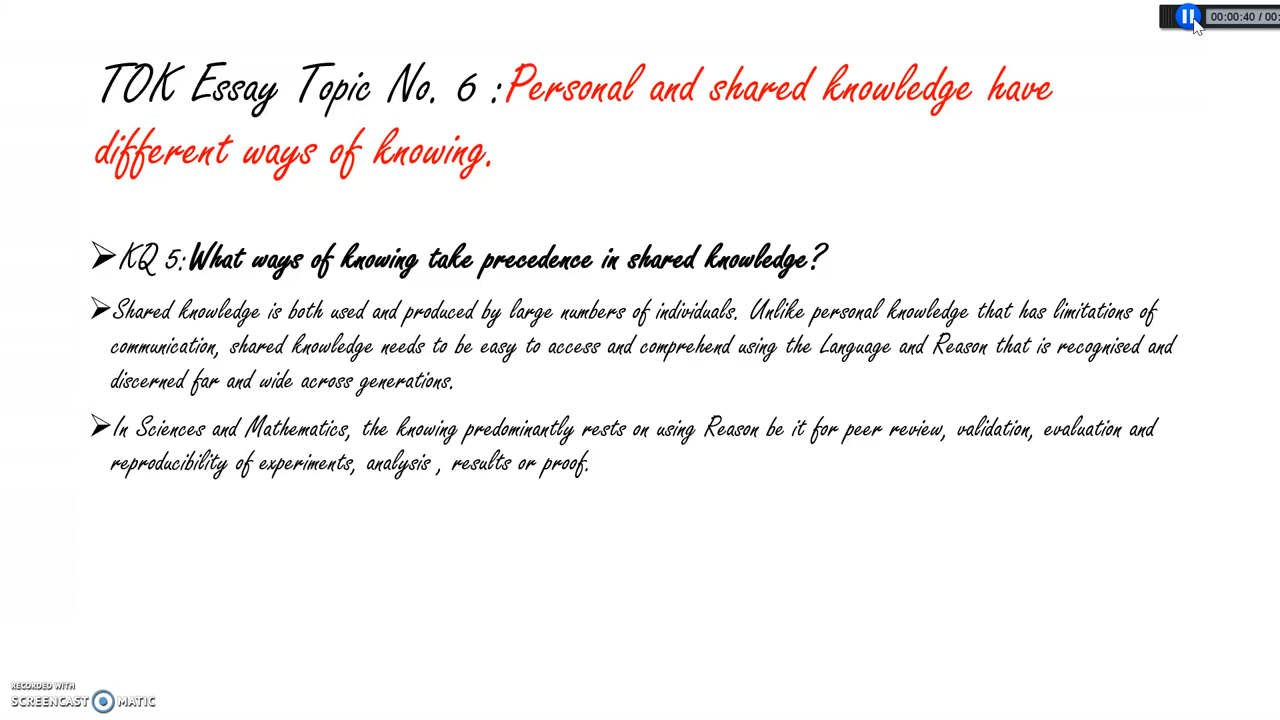 00:00:40 / 00:
TOK Essay Topic No. 6 :Personal and shared knowledge have
different ways of knowing.
KQ 5:What ways of knowing take precedence in shared knowledge?
Shared knowledge is both used and produced by large numbers of individuals. Unlike personal knowledge that has limitations of
communication, shared knowledge needs to be easy to access and comprehend using the Language and Reason that is recognised and
discerned far and wide across generations.
In Sciences and Mathematics, the knowing predominantly rests on using Reason be it for peer review, validation, evaluation and
reproducibility of experiments, analysis , results or proof.
RECORDED WITH
SCREENCAST MATIC